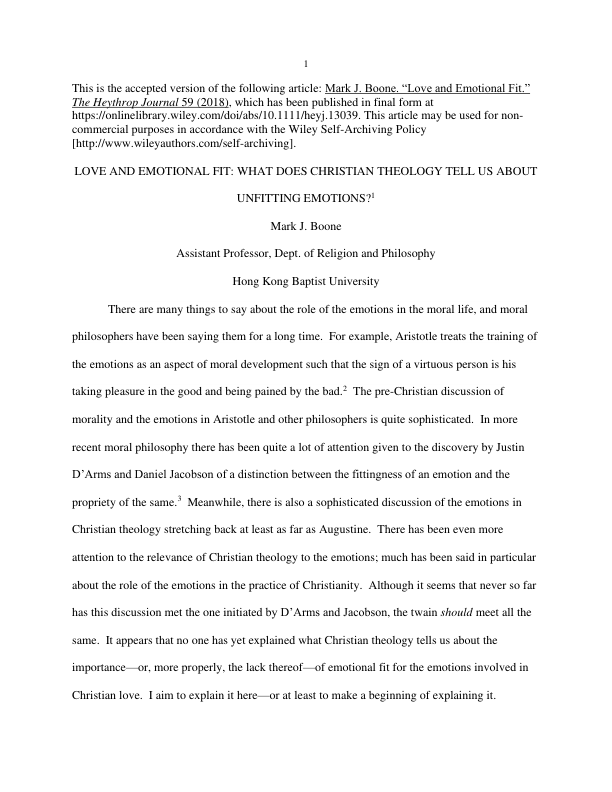 1
This is the accepted version of the following article: Mark J. Boone. “Love and Emotional Fit.”
The Heythrop Journal 59 (2018), which has been published in final form at
https://onlinelibrary.wiley.com/doi/abs/10.1111/heyj.13039. This article may be used for non-
commercial purposes in accordance with the Wiley Self-Archiving Policy
[http://www.wileyauthors.com/self-archiving].
LOVE AND EMOTIONAL FIT: WHAT DOES CHRISTIAN THEOLOGY TELL US ABOUT
UNFITTING EMOTIONS?1
Mark J. Boone
Assistant Professor, Dept. of Religion and Philosophy
Hong Kong Baptist University
There are many things to say about the role of the emotions in the moral life, and moral
philosophers have been saying them for a long time.  For example, Aristotle treats the training of
the emotions as an aspect of moral development such that the sign of a virtuous person is his
taking pleasure in the good and being pained by the bad.2  The pre-Christian discussion of
morality and the emotions in Aristotle and other philosophers is quite sophisticated.  In more
recent moral philosophy there has been quite a lot of attention given to the discovery by Justin
D’Arms and Daniel Jacobson of a distinction between the fittingness of an emotion and the
propriety of the same.3  Meanwhile, there is also a sophisticated discussion of the emotions in
Christian theology stretching back at least as far as Augustine.  There has been even more
attention to the relevance of Christian theology to the emotions; much has been said in particular
about the role of the emotions in the practice of Christianity.  Although it seems that never so far
has this discussion met the one initiated by D’Arms and Jacobson, the twain should meet all the
same.  It appears that no one has yet explained what Christian theology tells us about the
importance—or, more properly, the lack thereof—of emotional fit for the emotions involved in
Christian love.  I aim to explain it here—or at least to make a beginning of explaining it.